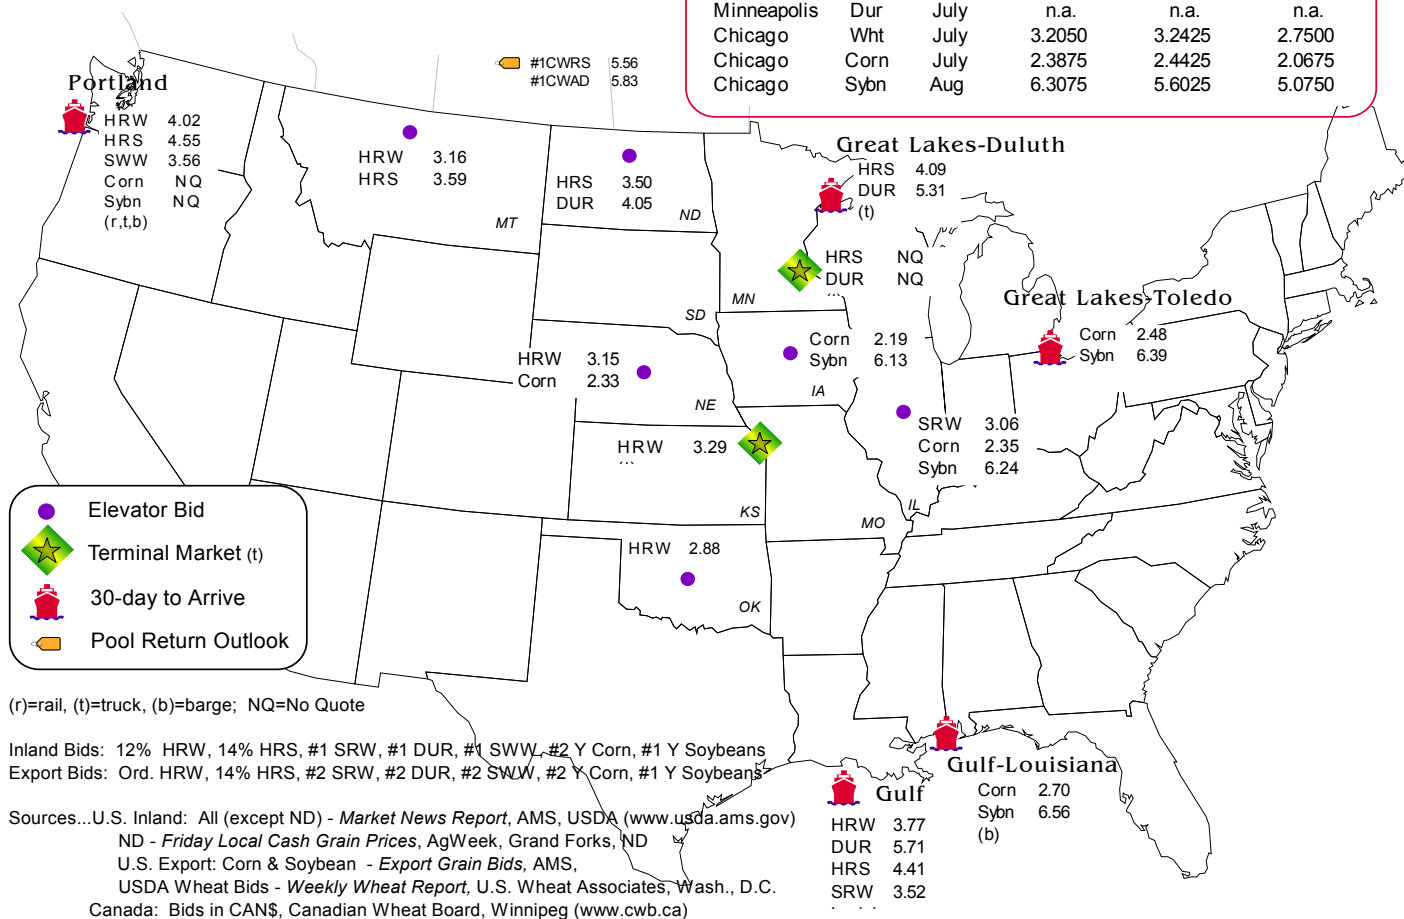 Minneapolis Dur July n.a. n.a. n.a.
Chicago Wht July 3.2050 3.2425 2.7500
Chicago Corn July 2.3875 2.4425 2.0675
Chicago Sybn Aug 6.3075 5.6025 5.0750
#1CWRS 5.56
#1CWAD 5.83
Portland
HRW 4.02
HRS 4.55
SWW 3.56
Corn NQ
Sybn NQ
(r,t,b)
HRW 3.16
HRS 3.59
MT
HRS 3.50
DUR 4.05
ND
Great Lakes-Duluth
HRS 4.09
DUR 5.31
(t)
HRS NQ
DUR NQ
MN
SD
Great Lakes-Toledo
Corn 2.48
Sybn 6.39
Corn 2.19
Sybn 6.13
IA
HRW 3.15
Corn 2.33
NE
SRW 3.06
Corn 2.35
Sybn 6.24
IL
HRW 3.29
KS
MO
HRW 2.88
OK
Elevator Bid
Terminal Market (t)
30-day to Arrive
Pool Return Outlook
(r)=rail, (t)=truck, (b)=barge; NQ=No Quote
Inland Bids: 12% HRW, 14% HRS, #1 SRW, #1 DUR, #1 SWW, #2 Y Corn, #1 Y Soybeans
Export Bids: Ord. HRW, 14% HRS, #2 SRW, #2 DUR, #2 SWW, #2 Y Corn, #1 Y Soybeans
Sources...U.S. Inland: All (except ND) - Market News Report, AMS, USDA (www.usda.ams.gov)
ND - Friday Local Cash Grain Prices, AgWeek, Grand Forks, ND
U.S. Export: Corn & Soybean - Export Grain Bids, AMS,
USDA Wheat Bids - Weekly Wheat Report, U.S. Wheat Associates, Wash., D.C.
Canada: Bids in CAN$, Canadian Wheat Board, Winnipeg (www.cwb.ca)
Gulf
HRW 3.77
DUR 5.71
HRS 4.41
SRW 3.52
Gulf-Louisiana
Corn 2.70
Sybn 6.56
(b)